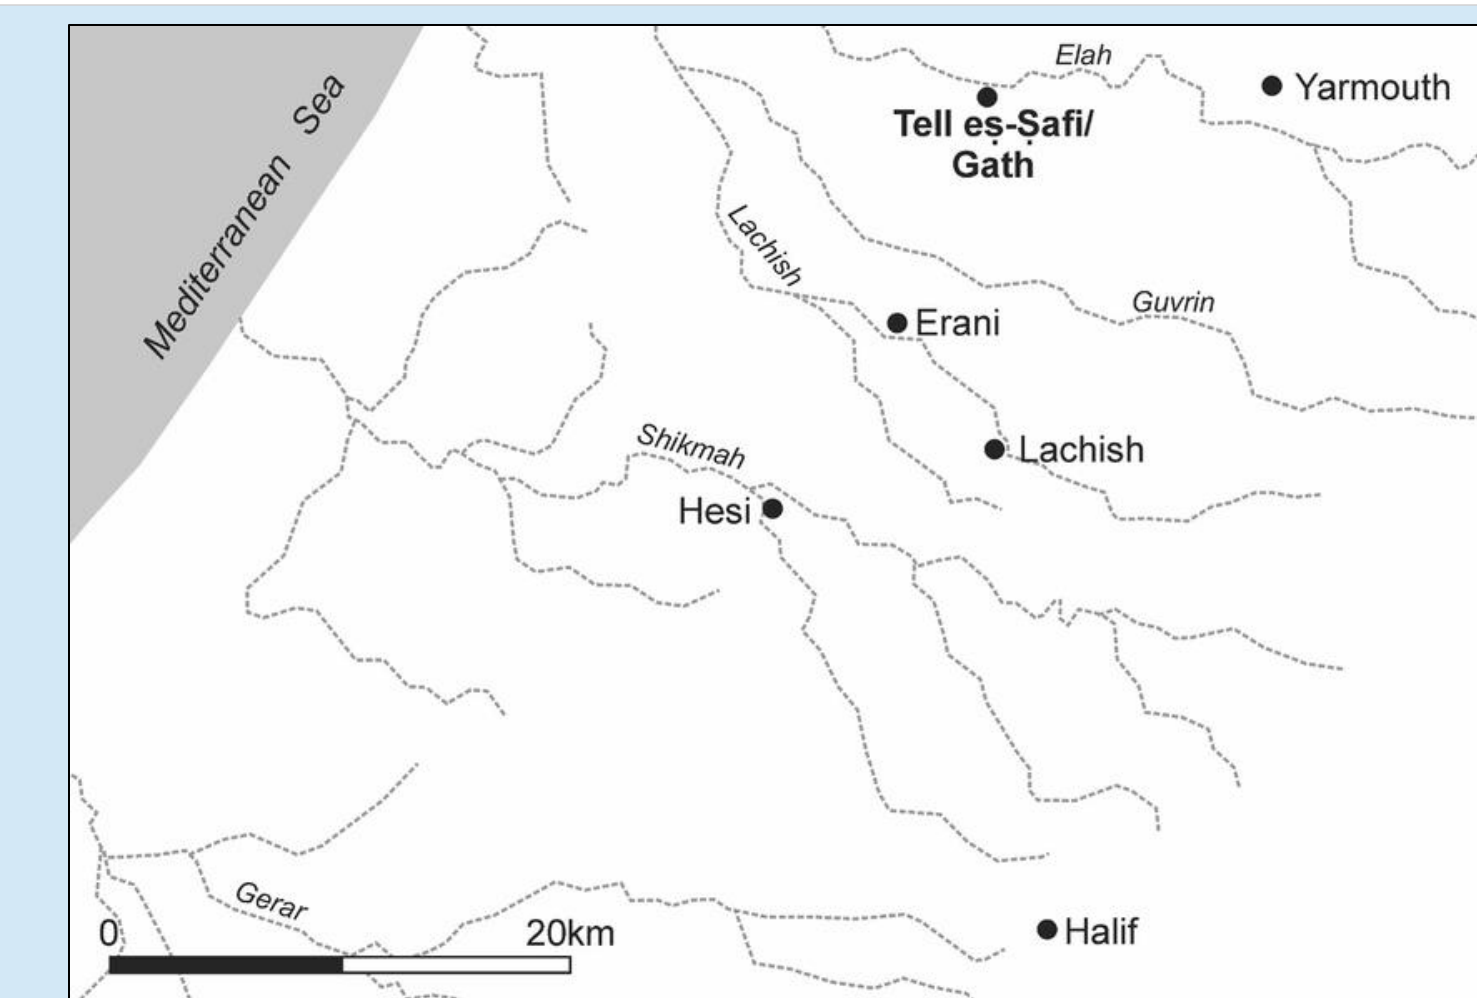 Elah
Yarmouth
Tell eṣ-Ṣafi/
Gath
Mediterranean Sea
Lachish
Guvrin
Erani
Shikmah
Lachish
Hesi
Gerar
0 20km
Halif